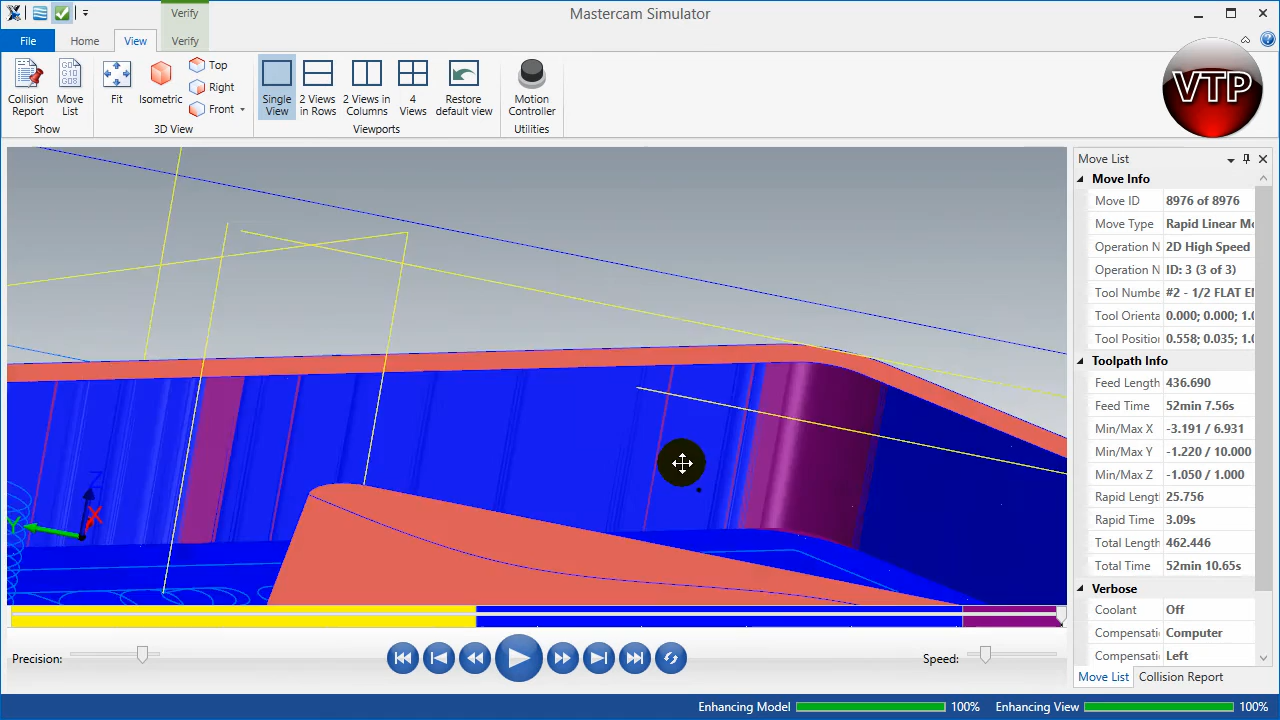 Verify
Mastercam Simulator
File
Home
View
Verify
Collision Report
Move List
Show
Fit
Isometric
Top
Right
Front
3D View
Single View
2 Views in Rows
2 Views in Columns
4 Views
Viewports
Restore default view
Motion Controller
Utilities
VTP
Move List
Move Info
Move ID 8976 of 8976
Move Type Rapid Linear Mo
Operation N 2D High Speed
Operation N ID: 3 (3 of 3)
Tool Numbe #2 - 1/2 FLAT EI
Tool Orienta 0.000; 0.000; 1.0
Tool Position 0.558; 0.035; 1.0
Toolpath Info
Feed Length 436.690
Feed Time 52min 7.56s
Min/Max X -3.191 / 6.931
Min/Max Y -1.220 / 10.000
Min/Max Z -1.050 / 1.000
Rapid Length 25.756
Rapid Time 3.09s
Total Length 462.446
Total Time 52min 10.65s
Verbose
Coolant Off
Compensati Computer
Compensati Left
Move List
Collision Report
Z
X
Y
Precision:
Speed:
Enhancing Model 100%
Enhancing View 100%